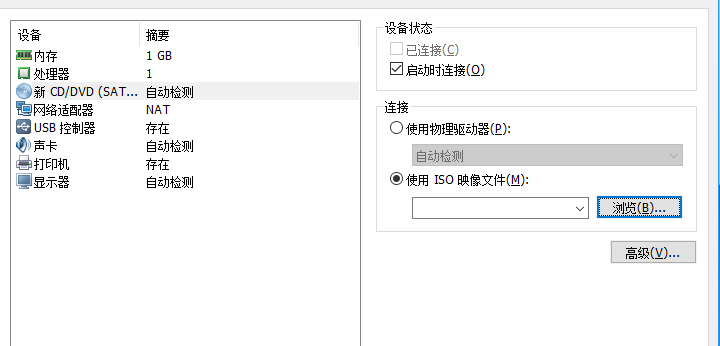 设备 摘要
内存 1 GB
处理器 1
新 CD/DVD (SAT... 自动检测
网络适配器 NAT
USB 控制器 存在
声卡 自动检测
打印机 存在
显示器 自动检测
设备状态
已连接(C)
启动时连接(O)
连接
使用物理驱动器(P):
自动检测
使用 ISO 映像文件(M):
浏览(B)...
高级(V)...